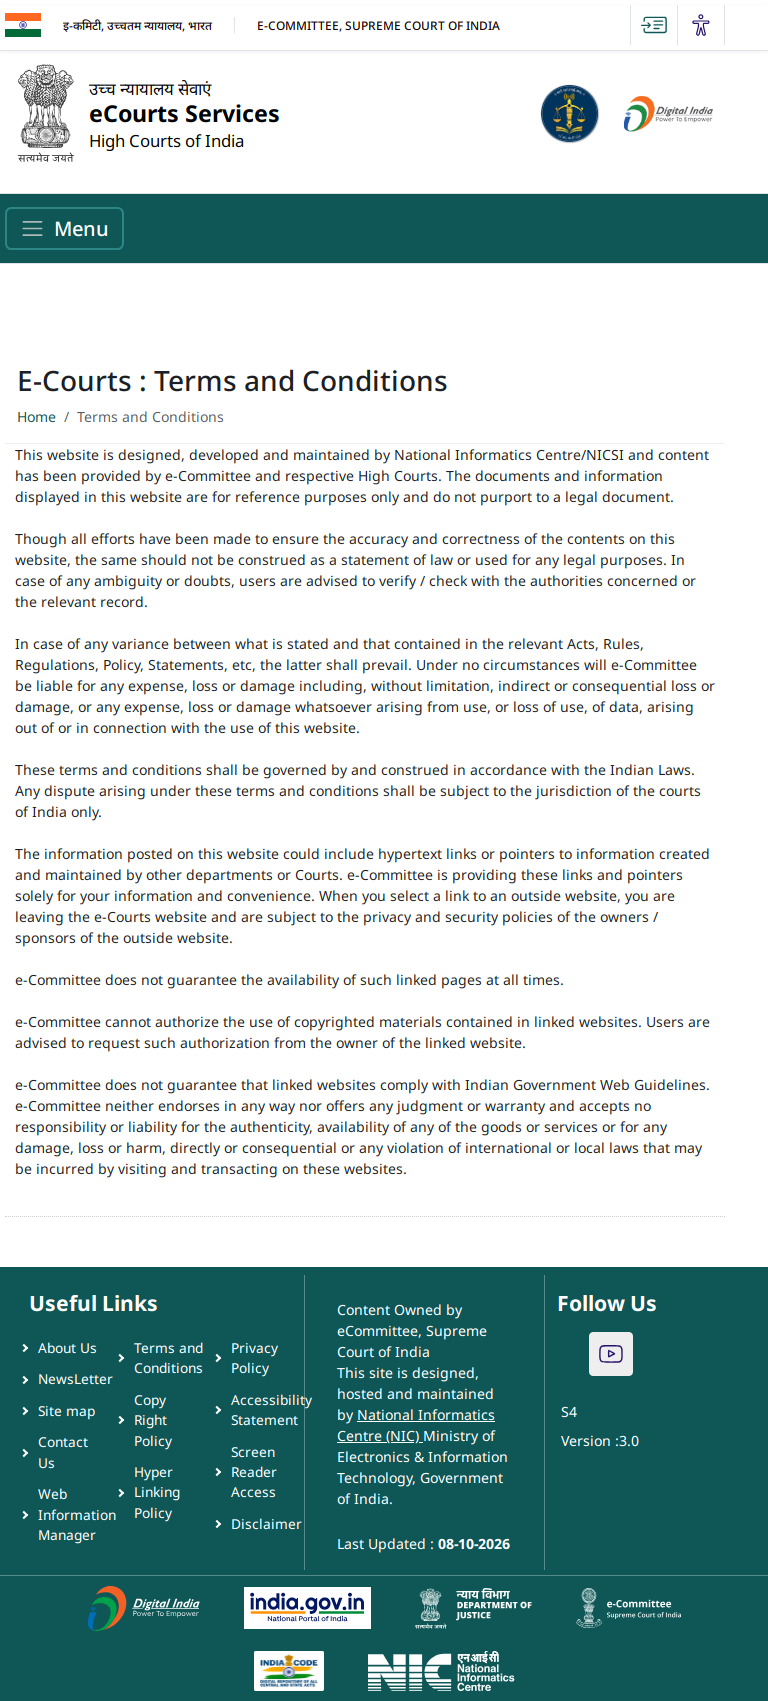 इ-कमिटी, उच्चतम न्यायालय, भारत
E-COMMITTEE, SUPREME COURT OF INDIA
सत्यमेव जयते
उच्च न्यायालय सेवाएं
eCourts Services
High Courts of India
Digital India
Power To Empower
Menu
E-Courts : Terms and Conditions
Home / Terms and Conditions
This website is designed, developed and maintained by National Informatics Centre/NICSI and content
has been provided by e-Committee and respective High Courts. The documents and information
displayed in this website are for reference purposes only and do not purport to a legal document.
Though all efforts have been made to ensure the accuracy and correctness of the contents on this
website, the same should not be construed as a statement of law or used for any legal purposes. In
case of any ambiguity or doubts, users are advised to verify / check with the authorities concerned or
the relevant record.
In case of any variance between what is stated and that contained in the relevant Acts, Rules,
Regulations, Policy, Statements, etc, the latter shall prevail. Under no circumstances will e-Committee
be liable for any expense, loss or damage including, without limitation, indirect or consequential loss or
damage, or any expense, loss or damage whatsoever arising from use, or loss of use, of data, arising
out of or in connection with the use of this website.
These terms and conditions shall be governed by and construed in accordance with the Indian Laws.
Any dispute arising under these terms and conditions shall be subject to the jurisdiction of the courts
of India only.
The information posted on this website could include hypertext links or pointers to information created
and maintained by other departments or Courts. e-Committee is providing these links and pointers
solely for your information and convenience. When you select a link to an outside website, you are
leaving the e-Courts website and are subject to the privacy and security policies of the owners /
sponsors of the outside website.
e-Committee does not guarantee the availability of such linked pages at all times.
e-Committee cannot authorize the use of copyrighted materials contained in linked websites. Users are
advised to request such authorization from the owner of the linked website.
e-Committee does not guarantee that linked websites comply with Indian Government Web Guidelines.
e-Committee neither endorses in any way nor offers any judgment or warranty and accepts no
responsibility or liability for the authenticity, availability of any of the goods or services or for any
damage, loss or harm, directly or consequential or any violation of international or local laws that may
be incurred by visiting and transacting on these websites.
Useful Links
About Us
NewsLetter
Site map
Contact
Us
Web
Information
Manager
Terms and
Conditions
Copy
Right
Policy
Hyper
Linking
Policy
Privacy
Policy
Accessibility
Statement
Screen
Reader
Access
Disclaimer
Content Owned by
eCommittee, Supreme
Court of India
This site is designed,
hosted and maintained
by National Informatics
Centre (NIC) Ministry of
Electronics & Information
Technology, Government
of India.
Last Updated : 08-10-2026
Follow Us
S4
Version :3.0
Digital India
Power To Empower
india.gov.in
National Portal of India
सत्यमेव जयते
न्याय विभाग
DEPARTMENT OF
JUSTICE
e-Committee
Supreme Court of India
INDIA CODE
DIGITAL REPOSITORY OF ALL
CENTRAL AND STATE ACTS
NIC
एनआईसी
National
Informatics
Centre